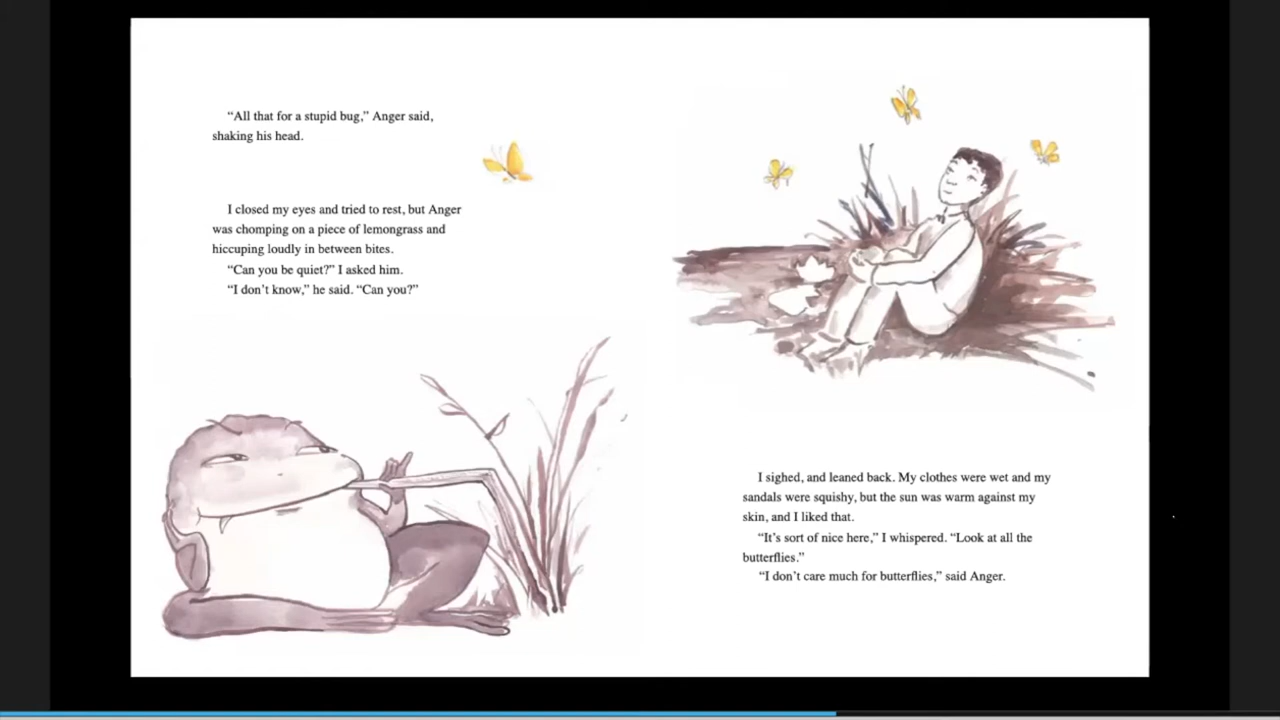 “All that for a stupid bug,” Anger said,
shaking his head.
I closed my eyes and tried to rest, but Anger
was chomping on a piece of lemongrass and
hiccuping loudly in between bites.
“Can you be quiet?” I asked him.
“I don’t know,” he said. “Can you?”
I sighed, and leaned back. My clothes were wet and my
sandals were squishy, but the sun was warm against my
skin, and I liked that.
“It’s sort of nice here,” I whispered. “Look at all the
butterflies.”
“I don’t care much for butterflies,” said Anger.